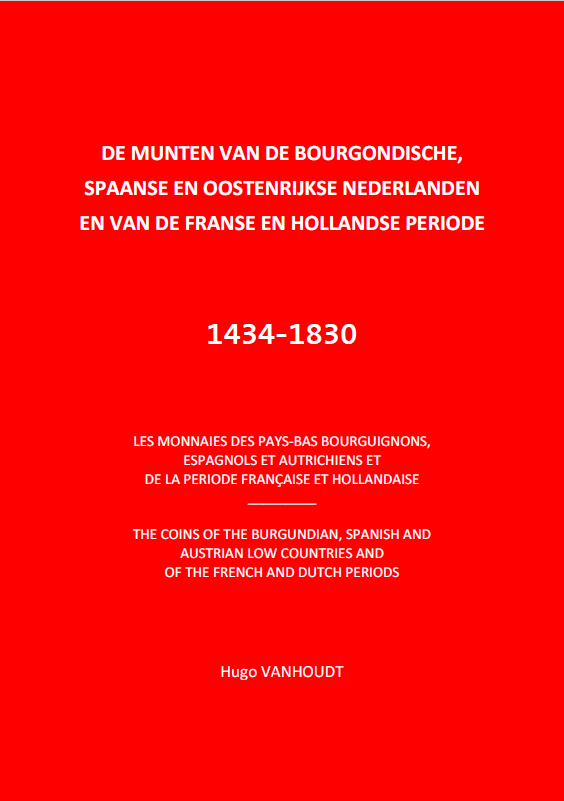 DE MUNTEN VAN DE BOURGONDISCHE,
SPAANSE EN OOSTENRIJKSE NEDERLANDEN
EN VAN DE FRANSE EN HOLLANDSE PERIODE
1434-1830
LES MONNAIES DES PAYS-BAS BOURGUIGNONS,
ESPAGNOLS ET AUTRICHIENS ET
DE LA PERIODE FRANÇAISE ET HOLLANDAISE
THE COINS OF THE BURGUNDIAN, SPANISH AND
AUSTRIAN LOW COUNTRIES AND
OF THE FRENCH AND DUTCH PERIODS
Hugo VANHOUDT